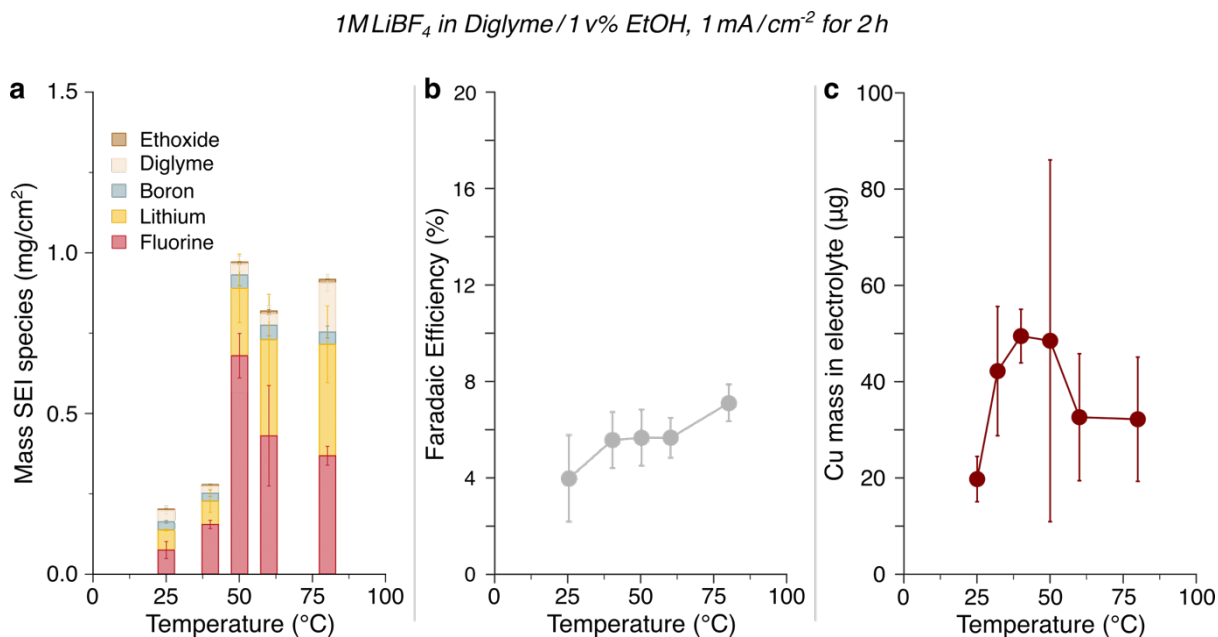 1M LiBF₄ in Diglyme / 1 v% EtOH, 1 mA / cm⁻² for 2 h
a
1.5
1.0
0.5
0.0
Mass SEI species (mg/cm²)
Ethoxide
Diglyme
Boron
Lithium
Fluorine
0
25
50
75
100
Temperature (°C)
b
20
16
12
8
4
0
Faradaic Efficiency (%)
0
25
50
75
100
Temperature (°C)
c
100
80
60
40
20
0
Cu mass in electrolyte (µg)
0
25
50
75
100
Temperature (°C)